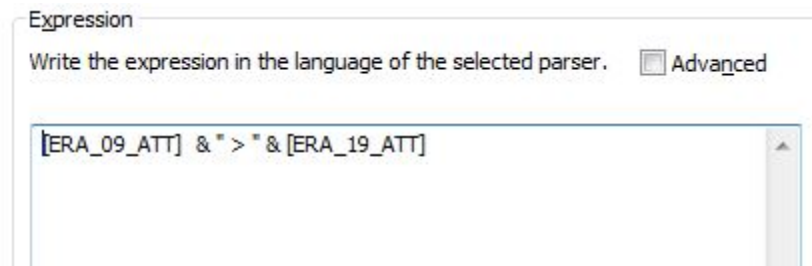 Expression
Write the expression in the language of the selected parser. Advanced
[ERA_09_ATT] & " > " & [ERA_19_ATT]